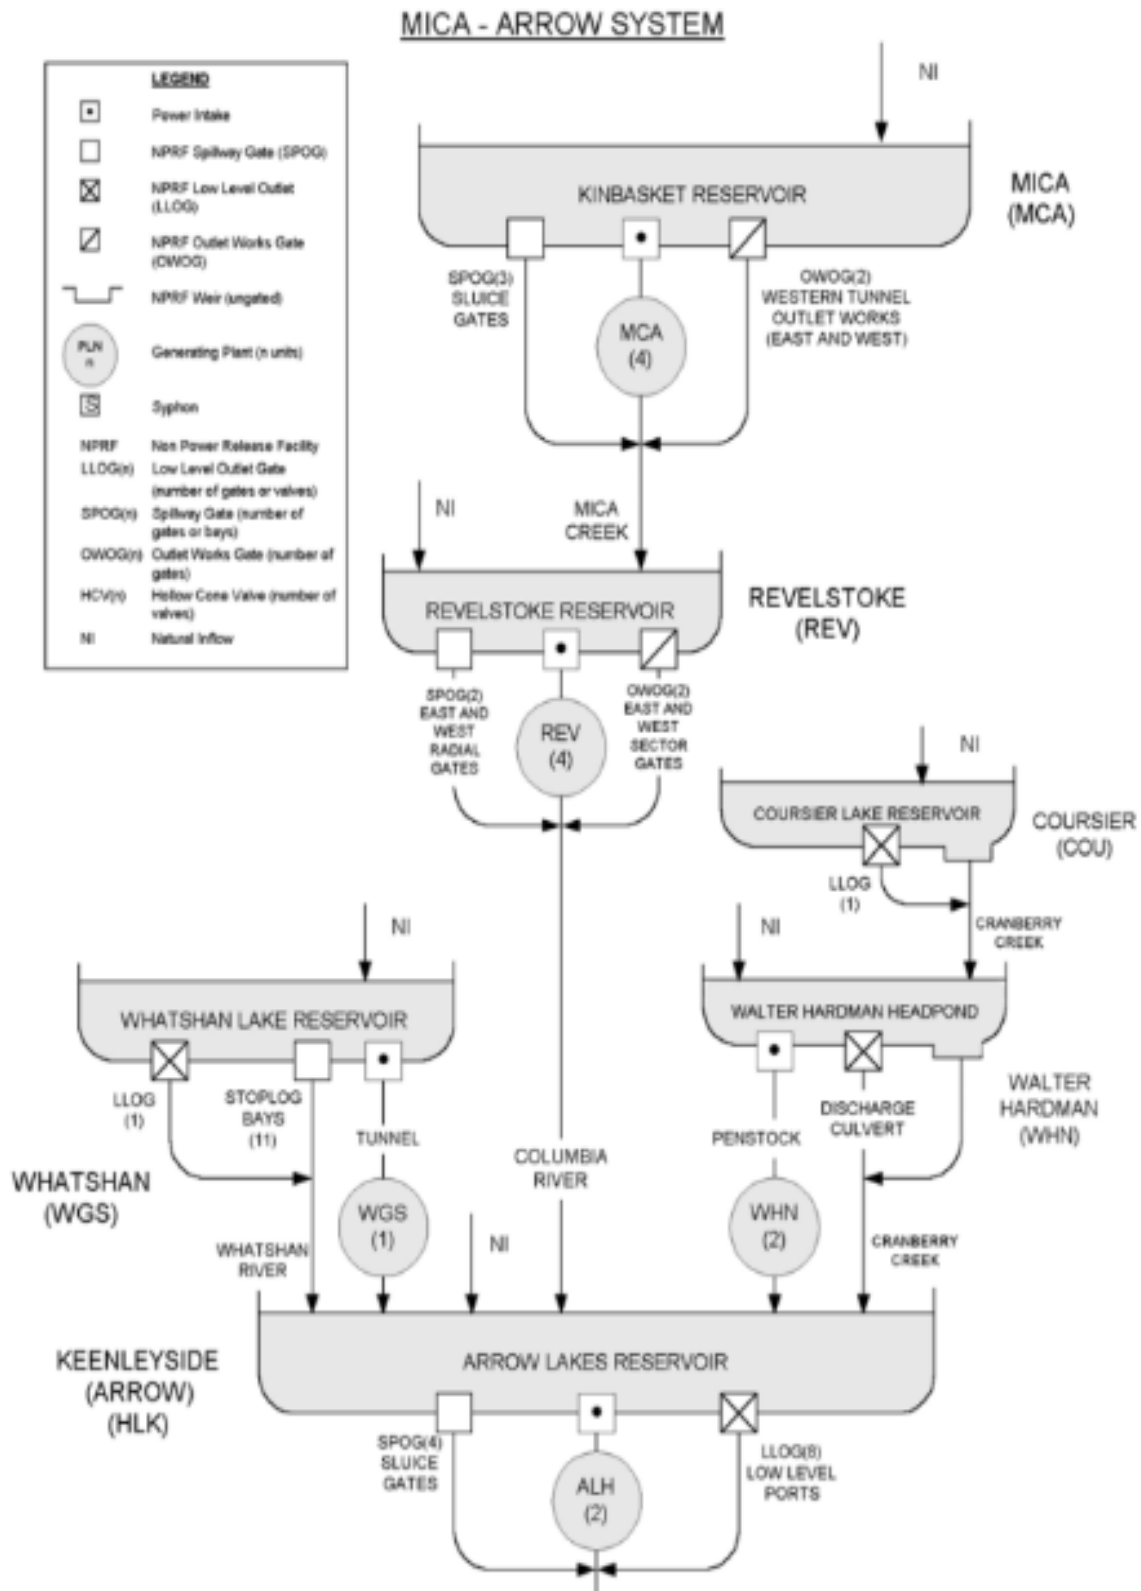 MICA - ARROW SYSTEM
LEGEND
Power Intake
NPRF Spillway Gate (SPOG)
NPRF Low Level Outlet
(LLOG)
NPRF Outlet Works Gate
(OWOG)
NPRF Weir (ungated)
PLN
n
Generating Plant (n units)
S
Syphon
NPRF Non Power Release Facility
LLOG(n) Low Level Outlet Gate
(number of gates or valves)
SPOG(n) Spillway Gate (number of
gates or bays)
OWOG(n) Outlet Works Gate (number of
gates)
HCV(n) Hollow Cone Valve (number of
valves)
NI Natural Inflow
NI
KINBASKET RESERVOIR
MICA
(MCA)
SPOG(3)
SLUICE
GATES
MCA
(4)
OWOG(2)
WESTERN TUNNEL
OUTLET WORKS
(EAST AND WEST)
NI
MICA
CREEK
REVELSTOKE RESERVOIR
REVELSTOKE
(REV)
SPOG(2)
EAST AND
WEST
RADIAL
GATES
REV
(4)
OWOG(2)
EAST AND
WEST
SECTOR
GATES
NI
COURSIER LAKE RESERVOIR
COURSIER
(COU)
LLOG
(1)
CRANBERRY
CREEK
NI
WHATSHAN LAKE RESERVOIR
NI
WALTER HARDMAN HEADPOND
LLOG
(1)
STOPLOG
BAYS
(11)
TUNNEL
WHATSHAN
(WGS)
WGS
(1)
WHATSHAN
RIVER
NI
COLUMBIA
RIVER
PENSTOCK
DISCHARGE
CULVERT
WALTER
HARDMAN
(WHN)
WHN
(2)
CRANBERRY
CREEK
KEENLEYSIDE
(ARROW)
(HLK)
ARROW LAKES RESERVOIR
SPOG(4)
SLUICE
GATES
ALH
(2)
LLOG(8)
LOW LEVEL
PORTS